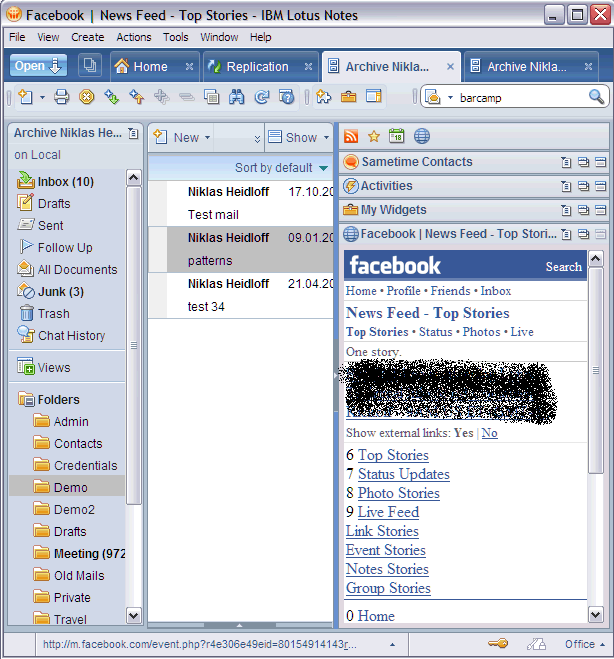 Facebook | News Feed - Top Stories - IBM Lotus Notes
File View Create Actions Tools Window Help
Open Home Replication Archive Nikla... Archive Nikla...
barcamp
Archive Niklas He...
on Local
Inbox (10)
Drafts
Sent
Follow Up
All Documents
Junk (3)
Trash
Chat History
Views
Folders
Admin
Contacts
Credentials
Demo
Demo2
Drafts
Meeting (972
Old Mails
Private
Travel
New Show
Sort by default
Niklas Heidloff 17.10.20
Test mail
Niklas Heidloff 09.01.20
patterns
Niklas Heidloff 21.04.20
test 34
Sametime Contacts
Activities
My Widgets
Facebook | News Feed - Top Stori...
facebook Search
Home • Profile • Friends • Inbox
News Feed - Top Stories
Top Stories • Status • Photos • Live
One story.
Show external links: Yes | No
6 Top Stories
7 Status Updates
8 Photo Stories
9 Live Feed
Link Stories
Event Stories
Notes Stories
Group Stories
0 Home
http://m.facebook.com/event.php?r4e306e49eid=80154914143r... Office